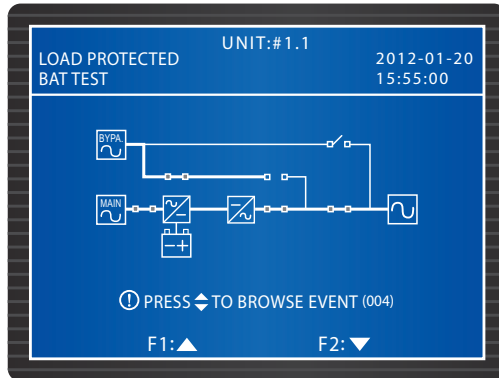 UNIT:#1.1
LOAD PROTECTED
2012-01-20
BAT TEST
15:55:00
BYPA.
MAIN
PRESS TO BROWSE EVENT (004)
F1:
F2: